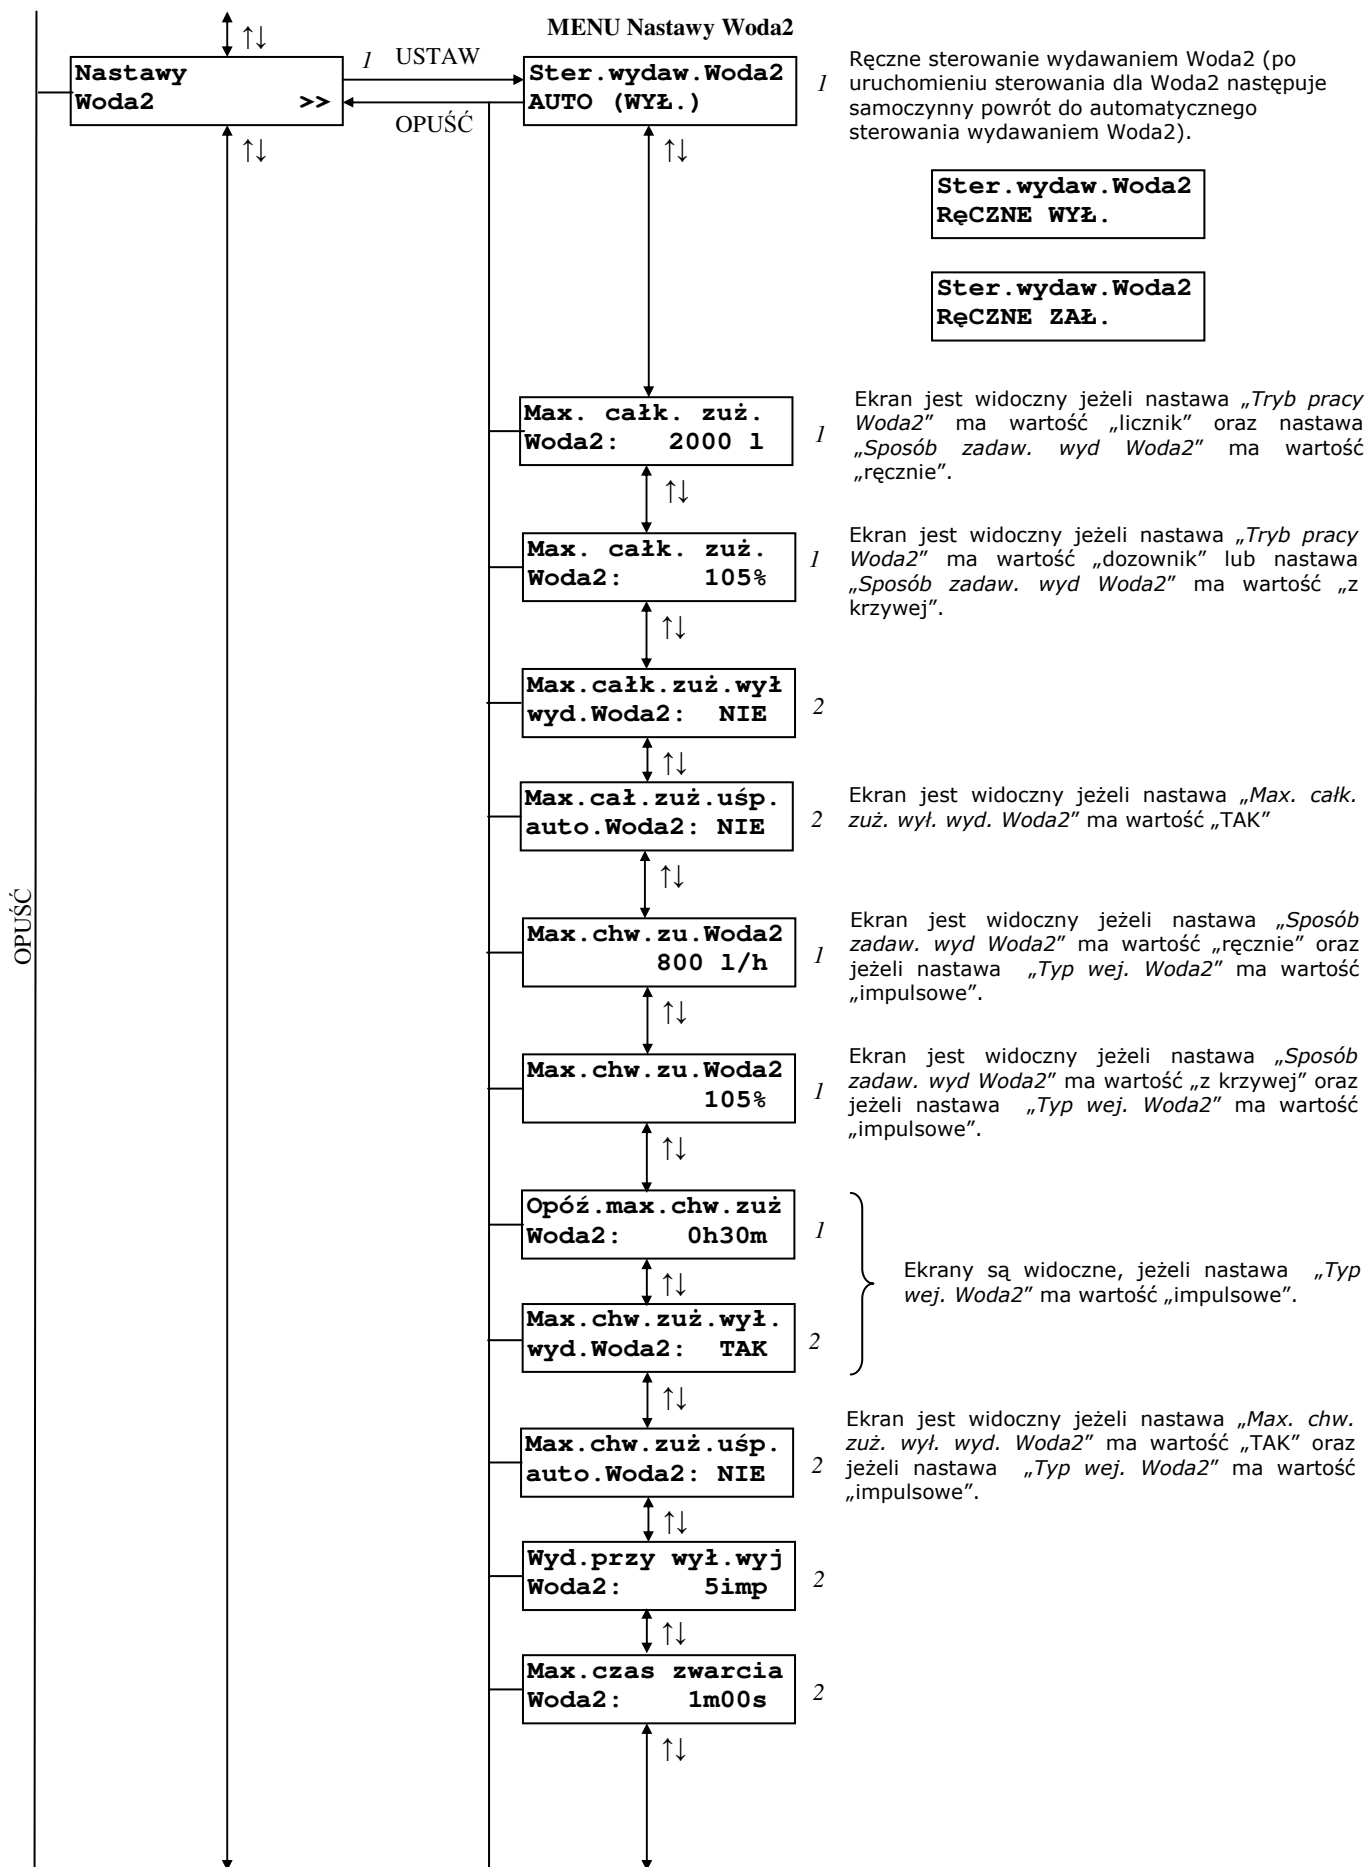 MENU Nastawy Woda2
↑↓
Nastawy
Woda2 >>
1 USTAW
OPUŚĆ
↑↓
Ster.wydaw.Woda2
AUTO (WYŁ.)
1
Ręczne sterowanie wydawaniem Woda2 (po
uruchomieniu sterowania dla Woda2 następuje
samoczynny powrót do automatycznego
sterowania wydawaniem Woda2).
↑↓
Ster.wydaw.Woda2
RęCZNE WYŁ.
Ster.wydaw.Woda2
RęCZNE ZAŁ.
Max. całk. zuż.
Woda2: 2000 l
1
Ekran jest widoczny jeżeli nastawa „Tryb pracy
Woda2” ma wartość „licznik” oraz nastawa
„Sposób zadaw. wyd Woda2” ma wartość
„ręcznie”.
↑↓
Max. całk. zuż.
Woda2: 105%
1
Ekran jest widoczny jeżeli nastawa „Tryb pracy
Woda2” ma wartość „dozownik” lub nastawa
„Sposób zadaw. wyd Woda2” ma wartość „z
krzywej”.
↑↓
Max.całk.zuż.wył
wyd.Woda2: NIE
2
↑↓
Max.cał.zuż.uśp.
auto.Woda2: NIE
2
Ekran jest widoczny jeżeli nastawa „Max. całk.
zuż. wył. wyd. Woda2” ma wartość „TAK”
↑↓
OPUŚĆ
Max.chw.zu.Woda2
800 l/h
1
Ekran jest widoczny jeżeli nastawa „Sposób
zadaw. wyd Woda2” ma wartość „ręcznie” oraz
jeżeli nastawa „Typ wej. Woda2” ma wartość
„impulsowe”.
↑↓
Max.chw.zu.Woda2
105%
1
Ekran jest widoczny jeżeli nastawa „Sposób
zadaw. wyd Woda2” ma wartość „z krzywej” oraz
jeżeli nastawa „Typ wej. Woda2” ma wartość
„impulsowe”.
↑↓
Opóź.max.chw.zuż
Woda2: 0h30m
1
↑↓
Ekrany są widoczne, jeżeli nastawa „Typ
wej. Woda2” ma wartość „impulsowe”.
Max.chw.zuż.wył.
wyd.Woda2: TAK
2
↑↓
Max.chw.zuż.uśp.
auto.Woda2: NIE
2
Ekran jest widoczny jeżeli nastawa „Max. chw.
zuż. wył. wyd. Woda2” ma wartość „TAK” oraz
jeżeli nastawa „Typ wej. Woda2” ma wartość
„impulsowe”.
↑↓
Wyd.przy wył.wyj
Woda2: 5imp
2
↑↓
Max.czas zwarcia
Woda2: 1m00s
2
↑↓